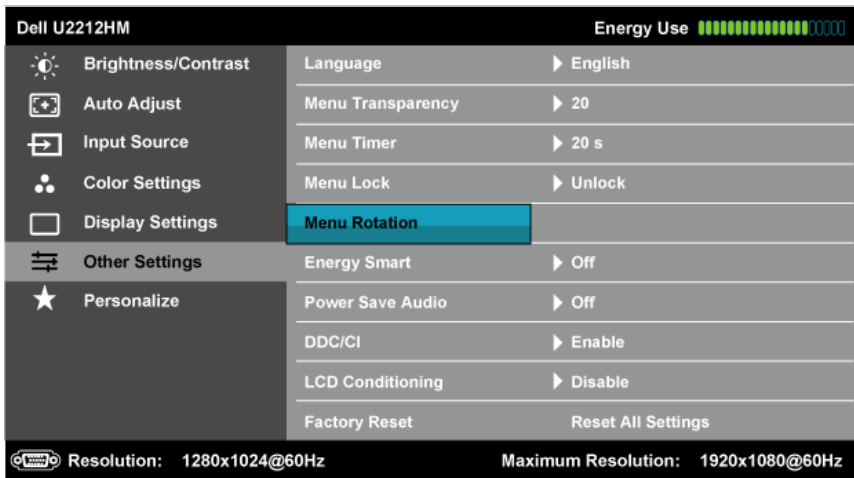 Dell U2212HM Energy Use
Brightness/Contrast
Auto Adjust
Input Source
Color Settings
Display Settings
Other Settings
Personalize
Language English
Menu Transparency 20
Menu Timer 20 s
Menu Lock Unlock
Menu Rotation
Energy Smart Off
Power Save Audio Off
DDC/CI Enable
LCD Conditioning Disable
Factory Reset Reset All Settings
Resolution: 1280x1024@60Hz Maximum Resolution: 1920x1080@60Hz